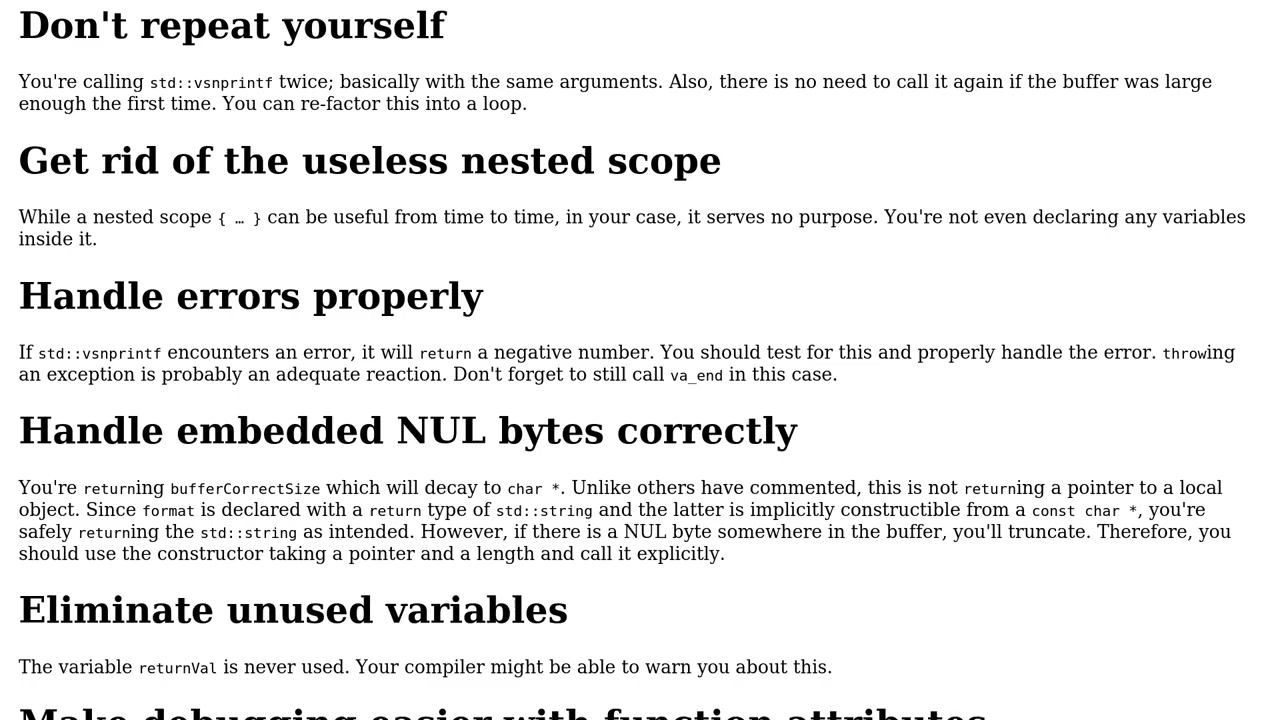 Don't repeat yourself
You're calling std::vsnprintf twice; basically with the same arguments. Also, there is no need to call it again if the buffer was large
enough the first time. You can re-factor this into a loop.
Get rid of the useless nested scope
While a nested scope { … } can be useful from time to time, in your case, it serves no purpose. You're not even declaring any variables
inside it.
Handle errors properly
If std::vsnprintf encounters an error, it will return a negative number. You should test for this and properly handle the error. throwing
an exception is probably an adequate reaction. Don't forget to still call va_end in this case.
Handle embedded NUL bytes correctly
You're returning bufferCorrectSize which will decay to char *. Unlike others have commented, this is not returning a pointer to a local
object. Since format is declared with a return type of std::string and the latter is implicitly constructible from a const char *, you're
safely returning the std::string as intended. However, if there is a NUL byte somewhere in the buffer, you'll truncate. Therefore, you
should use the constructor taking a pointer and a length and call it explicitly.
Eliminate unused variables
The variable returnVal is never used. Your compiler might be able to warn you about this.
Make debugging easier with function attributes